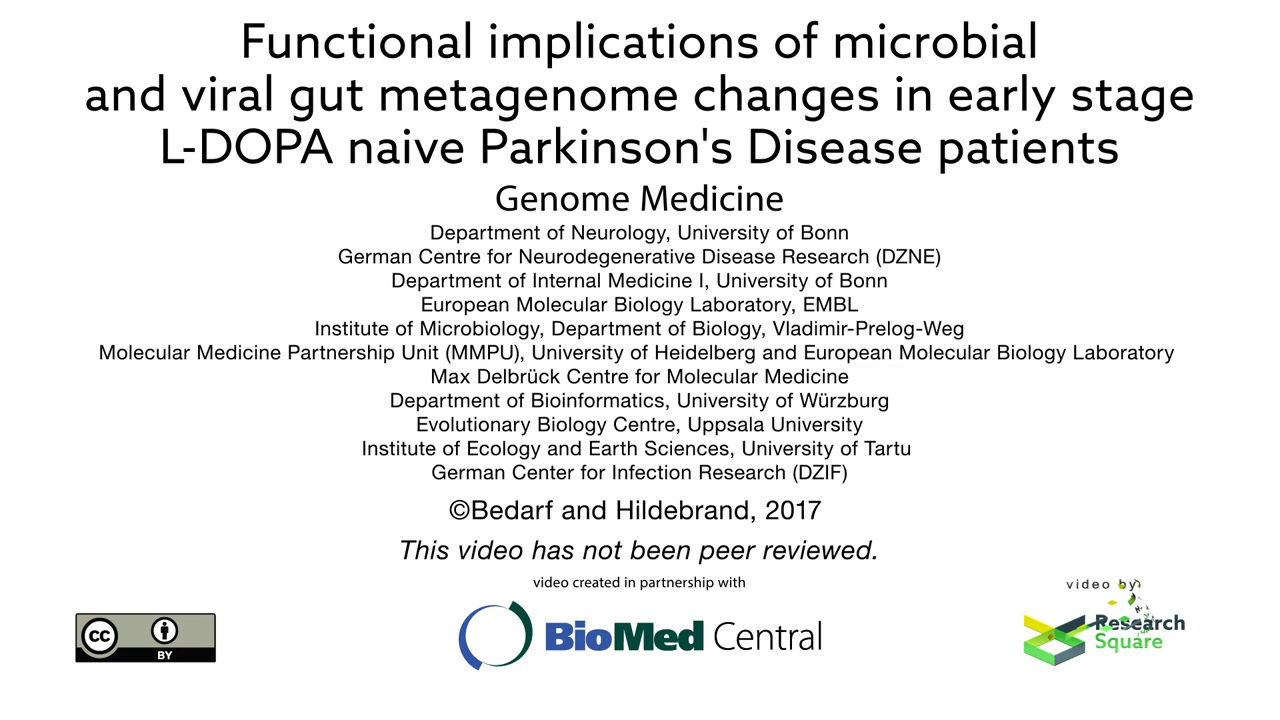 Functional implications of microbial
and viral gut metagenome changes in early stage
L-DOPA naive Parkinson's Disease patients
Genome Medicine
Department of Neurology, University of Bonn
German Centre for Neurodegenerative Disease Research (DZNE)
Department of Internal Medicine I, University of Bonn
European Molecular Biology Laboratory, EMBL
Institute of Microbiology, Department of Biology, Vladimir-Prelog-Weg
Molecular Medicine Partnership Unit (MMPU), University of Heidelberg and European Molecular Biology Laboratory
Max Delbrück Centre for Molecular Medicine
Department of Bioinformatics, University of Würzburg
Evolutionary Biology Centre, Uppsala University
Institute of Ecology and Earth Sciences, University of Tartu
German Center for Infection Research (DZIF)
©Bedarf and Hildebrand, 2017
This video has not been peer reviewed.
video created in partnership with
CC
BY
BioMed Central
video by:
Research
Square